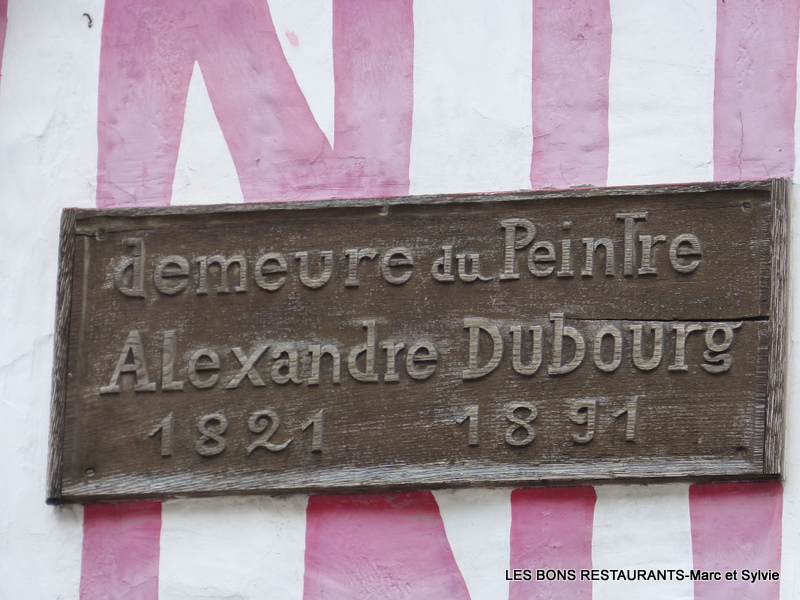 demeure du PeinTre
Alexandre Dubourg
1821 1891
LES BONS RESTAURANTS-Marc et Sylvie